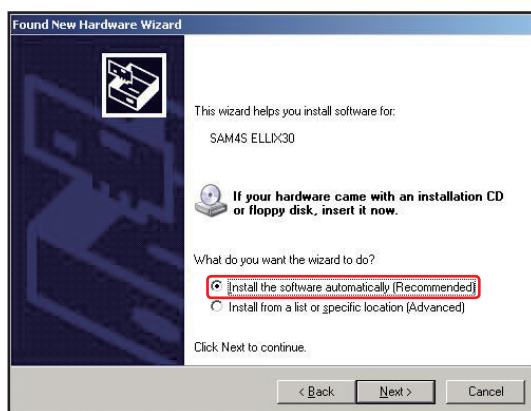 Found New Hardware Wizard
This wizard helps you install software for:
SAM4S ELLIX30
If your hardware came with an installation CD
or floppy disk, insert it now.
What do you want the wizard to do?
Install the software automatically (Recommended)
Install from a list or specific location (Advanced)
Click Next to continue.
< Back
Next >
Cancel